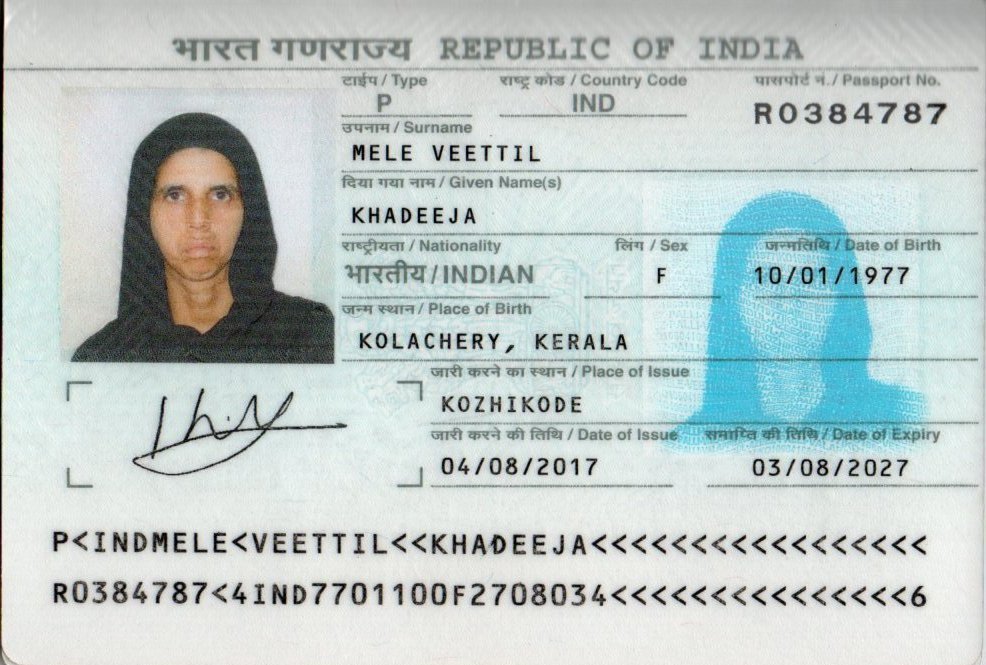 भारत गणराज्य REPUBLIC OF INDIA
टाईप / Type राष्ट्र कोड / Country Code पासपोर्ट नं. / Passport No.
P IND R0384787
उपनाम / Surname
MELE VEETTIL
दिया गया नाम / Given Name(s)
KHADEEJA
राष्ट्रीयता / Nationality लिंग / Sex जन्मतिथि / Date of Birth
भारतीय / INDIAN F 10/01/1977
जन्म स्थान / Place of Birth
KOLACHERY, KERALA
जारी करने का स्थान / Place of Issue
KOZHIKODE
जारी करने की तिथि / Date of Issue समाप्ति की तिथि / Date of Expiry
04/08/2017 03/08/2027
P<INDMELE<VEETTIL<<KHADEEJA<<<<<<<<<<<<<<<<<
R0384787<4IND7701100F2708034<<<<<<<<<<<<<<<6